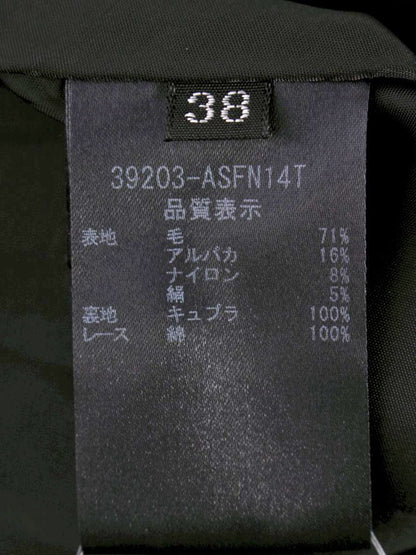 38
39203-ASFN14T
品質表示
表地 毛 71%
アルパカ 16%
ナイロン 8%
絹 5%
裏地 キュプラ 100%
レース 綿 100%